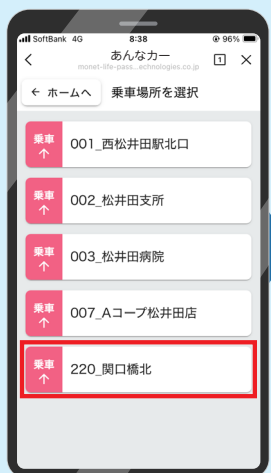 SoftBank 4G 8:38 96%
あんなカー 1
monet-life-pass...echnologies.co.jp
← ホームへ 乗車場所を選択
乗車 001_西松井田駅北口
↑
乗車 002_松井田支所
↑
乗車 003_松井田病院
↑
乗車 007_Aコープ松井田店
↑
乗車 220_関口橋北
↑